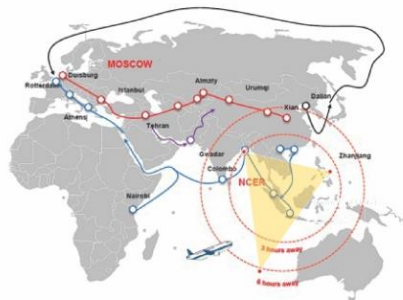 MOSCOW
Duisburg
Rotterdam
Almaty
Urumqi
Istanbul
Dalian
Xian
Athens
Tehran
Gwadar
Zhanjiang
Colombo
NCER
Nairobi
3 hours away
6 hours away